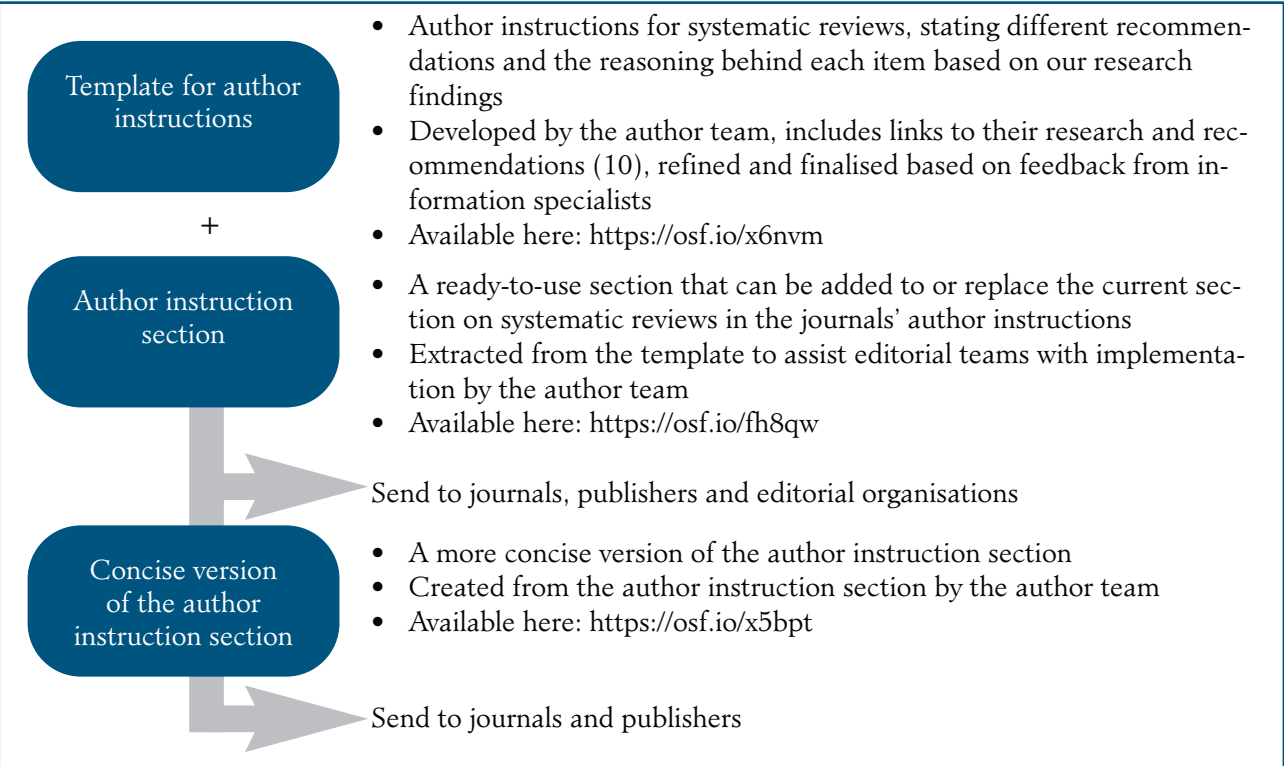 Template for author
instructions
• Author instructions for systematic reviews, stating different recommen-
dations and the reasoning behind each item based on our research
findings
• Developed by the author team, includes links to their research and rec-
ommendations (10), refined and finalised based on feedback from in-
formation specialists
• Available here: https://osf.io/x6nvm
+
Author instruction
section
• A ready-to-use section that can be added to or replace the current sec-
tion on systematic reviews in the journals’ author instructions
• Extracted from the template to assist editorial teams with implementa-
tion by the author team
• Available here: https://osf.io/fh8qw
Send to journals, publishers and editorial organisations
Concise version
of the author
instruction section
• A more concise version of the author instruction section
• Created from the author instruction section by the author team
• Available here: https://osf.io/x5bpt
Send to journals and publishers